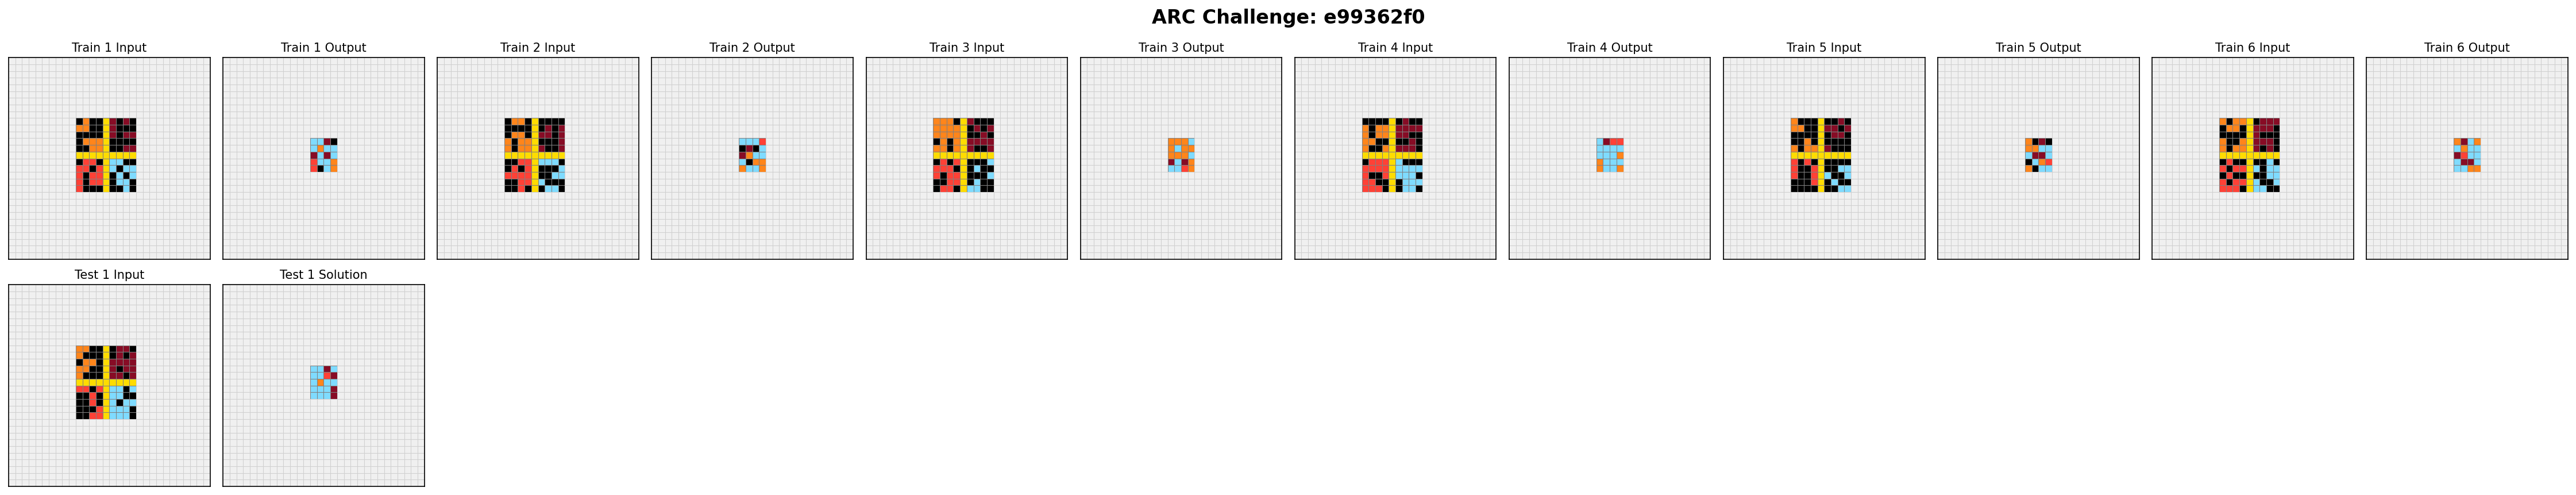 ARC Challenge: e99362f0
Train 1 Input Train 1 Output Train 2 Input Train 2 Output Train 3 Input Train 3 Output Train 4 Input Train 4 Output Train 5 Input Train 5 Output Train 6 Input Train 6 Output
Test 1 Input Test 1 Solution